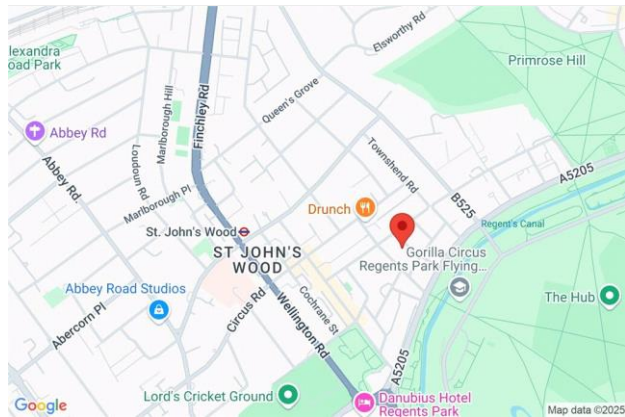 Alexandra
Road Park
Elsworthy Rd
Primrose Hill
Finchley Rd
Marlborough Hill
Queen's Grove
Abbey Rd
Loudoun Rd
Townshend Rd
A5205
Abbey Rd.
Marlborough Pl
B525
Drunch
Regent's Canal
St. John's Wood
ST JOHN'S
WOOD
Gorilla Circus
Regents Park Flying...
Abbey Road Studios
The Hub
Abercorn Pl
Circus Rd
Cochrane St
Wellington Rd
A5205
Lord's Cricket Ground
Danubius Hotel
Regents Park
Google
Map data ©2025